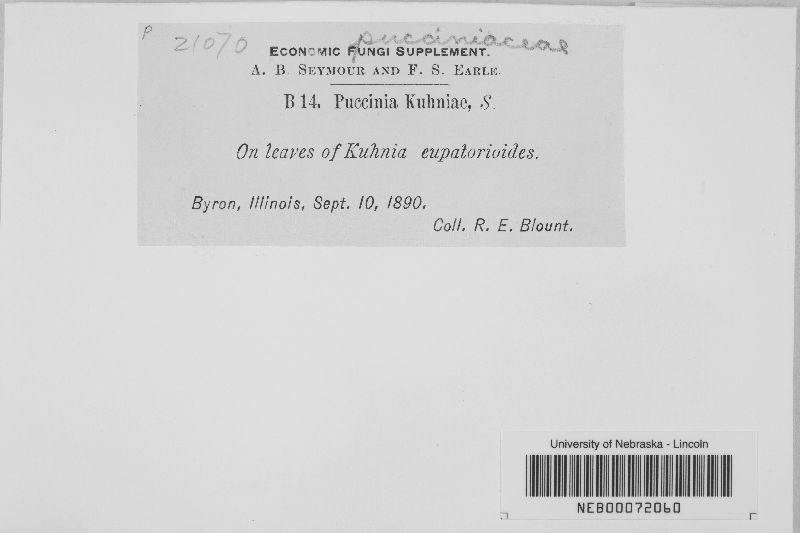 P 21070 pucciniaceae
ECONOMIC FUNGI SUPPLEMENT.
A. B. SEYMOUR AND F. S. EARLE.
B 14. Puccinia Kuhniae, S.
On leaves of Kuhnia eupatorioides.
Byron, Illinois, Sept. 10, 1890.
Coll. R. E. Blount.
University of Nebraska - Lincoln
NEB00072060